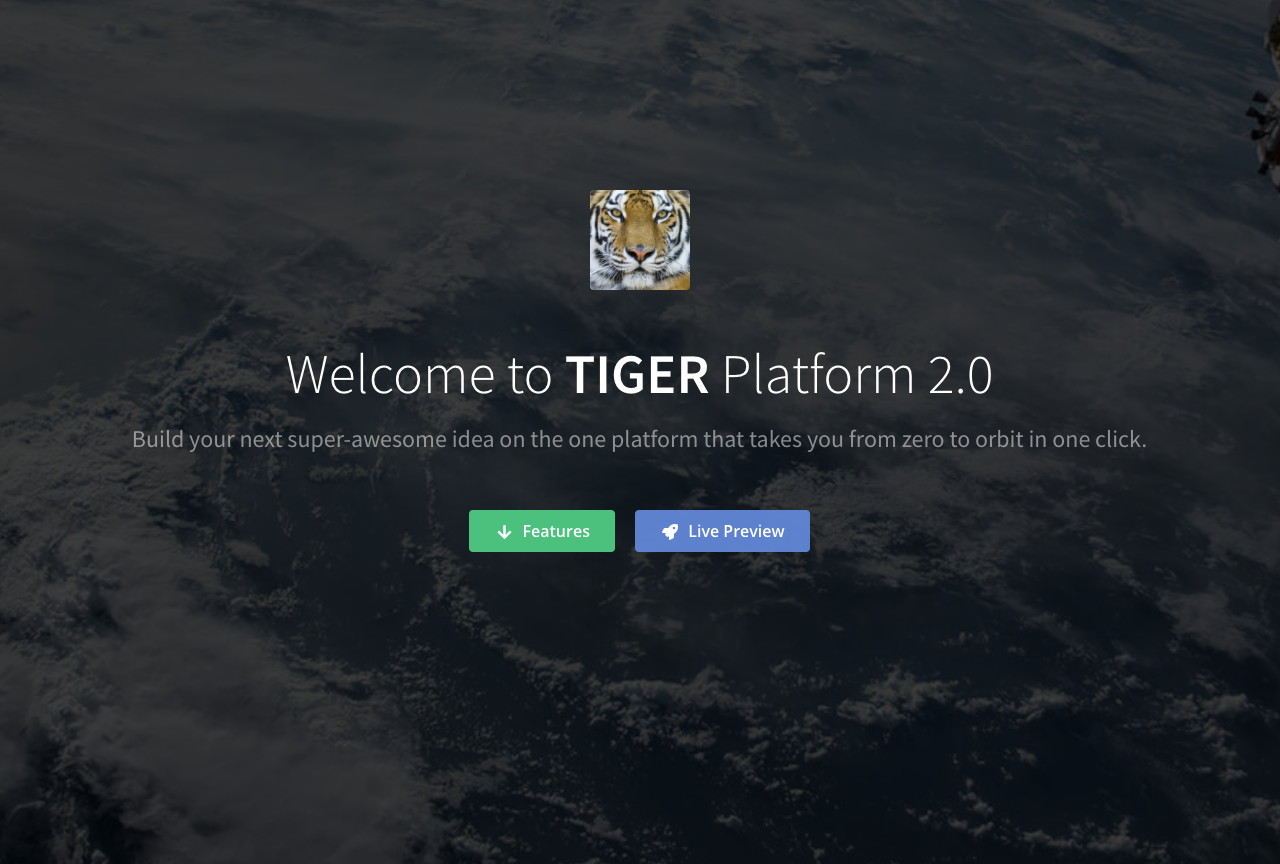 Welcome to TIGER Platform 2.0
Build your next super-awesome idea on the one platform that takes you from zero to orbit in one click.
Features
Live Preview